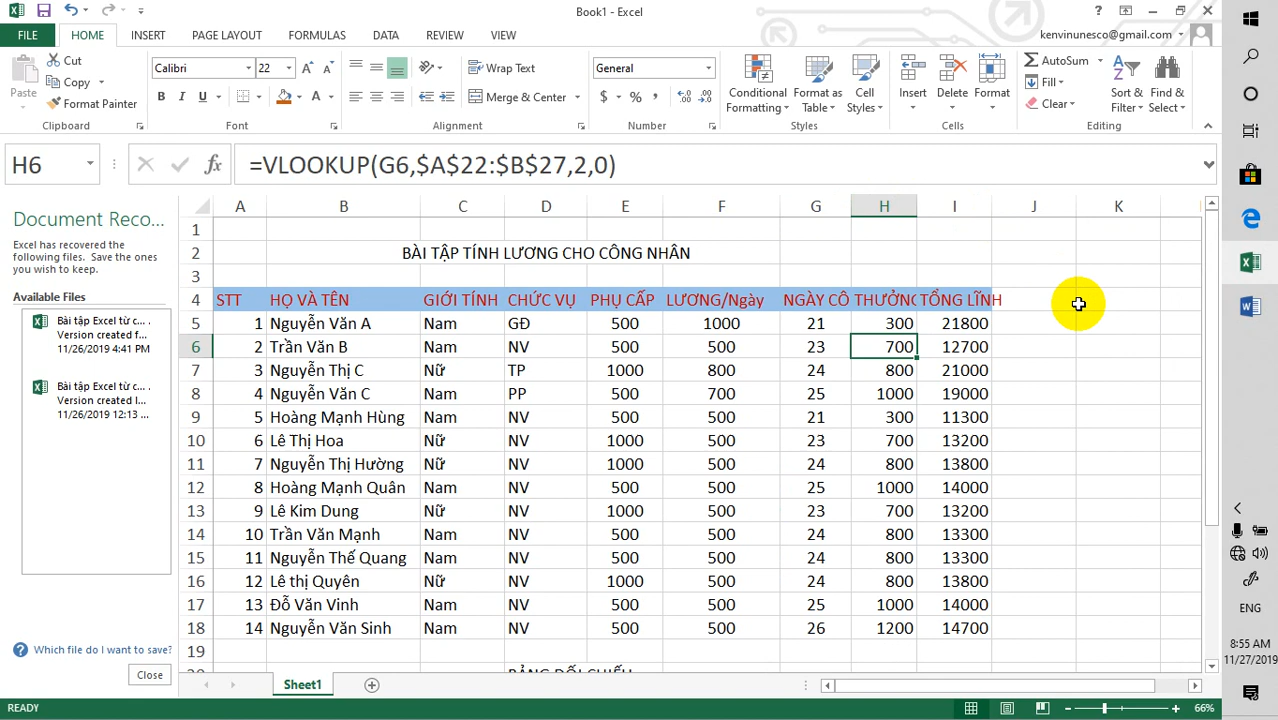 Book1 - Excel
FILE HOME INSERT PAGE LAYOUT FORMULAS DATA REVIEW VIEW kenvinunesco@gmail.com
Paste Cut Copy Format Painter
Calibri 22 B I U A
Wrap Text
Merge & Center
General
$ % ,
Conditional Formatting
Format as Table
Cell Styles
Insert Delete Format
AutoSum
Fill
Clear
Sort & Filter
Find & Select
Clipboard Font Alignment Number Styles Cells Editing
H6 fx =VLOOKUP(G6,$A$22:$B$27,2,0)
Document Reco...
Excel has recovered the
following files. Save the ones
you wish to keep.
Available Files
Bài tập Excel từ c...
Version created f...
11/26/2019 4:41 PM
Bài tập Excel từ c...
Version created l...
11/26/2019 12:13 ...
Which file do I want to save?
Close
A B C D E F G H I J K
1
2 BÀI TẬP TÍNH LƯƠNG CHO CÔNG NHÂN
3
4 STT HỌ VÀ TÊN GIỚI TÍNH CHỨC VỤ PHỤ CẤP LƯƠNG/Ngày NGÀY CÔ THƯỞNG TỔNG LĨNH
5 1 Nguyễn Văn A Nam GĐ 500 1000 21 300 21800
6 2 Trần Văn B Nam NV 500 500 23 700 12700
7 3 Nguyễn Thị C Nữ TP 1000 800 24 800 21000
8 4 Nguyễn Văn C Nam PP 500 700 25 1000 19000
9 5 Hoàng Mạnh Hùng Nam NV 500 500 21 300 11300
10 6 Lê Thị Hoa Nữ NV 1000 500 23 700 13200
11 7 Nguyễn Thị Hường Nữ NV 1000 500 24 800 13800
12 8 Hoàng Mạnh Quân Nam NV 500 500 25 1000 14000
13 9 Lê Kim Dung Nữ NV 1000 500 23 700 13200
14 10 Trần Văn Mạnh Nam NV 500 500 24 800 13300
15 11 Nguyễn Thế Quang Nam NV 500 500 24 800 13300
16 12 Lê thị Quyên Nữ NV 1000 500 24 800 13800
17 13 Đỗ Văn Vinh Nam NV 500 500 25 1000 14000
18 14 Nguyễn Văn Sinh Nam NV 500 500 26 1200 14700
19
20 BẢNG ĐỐI CHIẾU
Sheet1
READY 66%
ENG
8:55 AM
11/27/2019